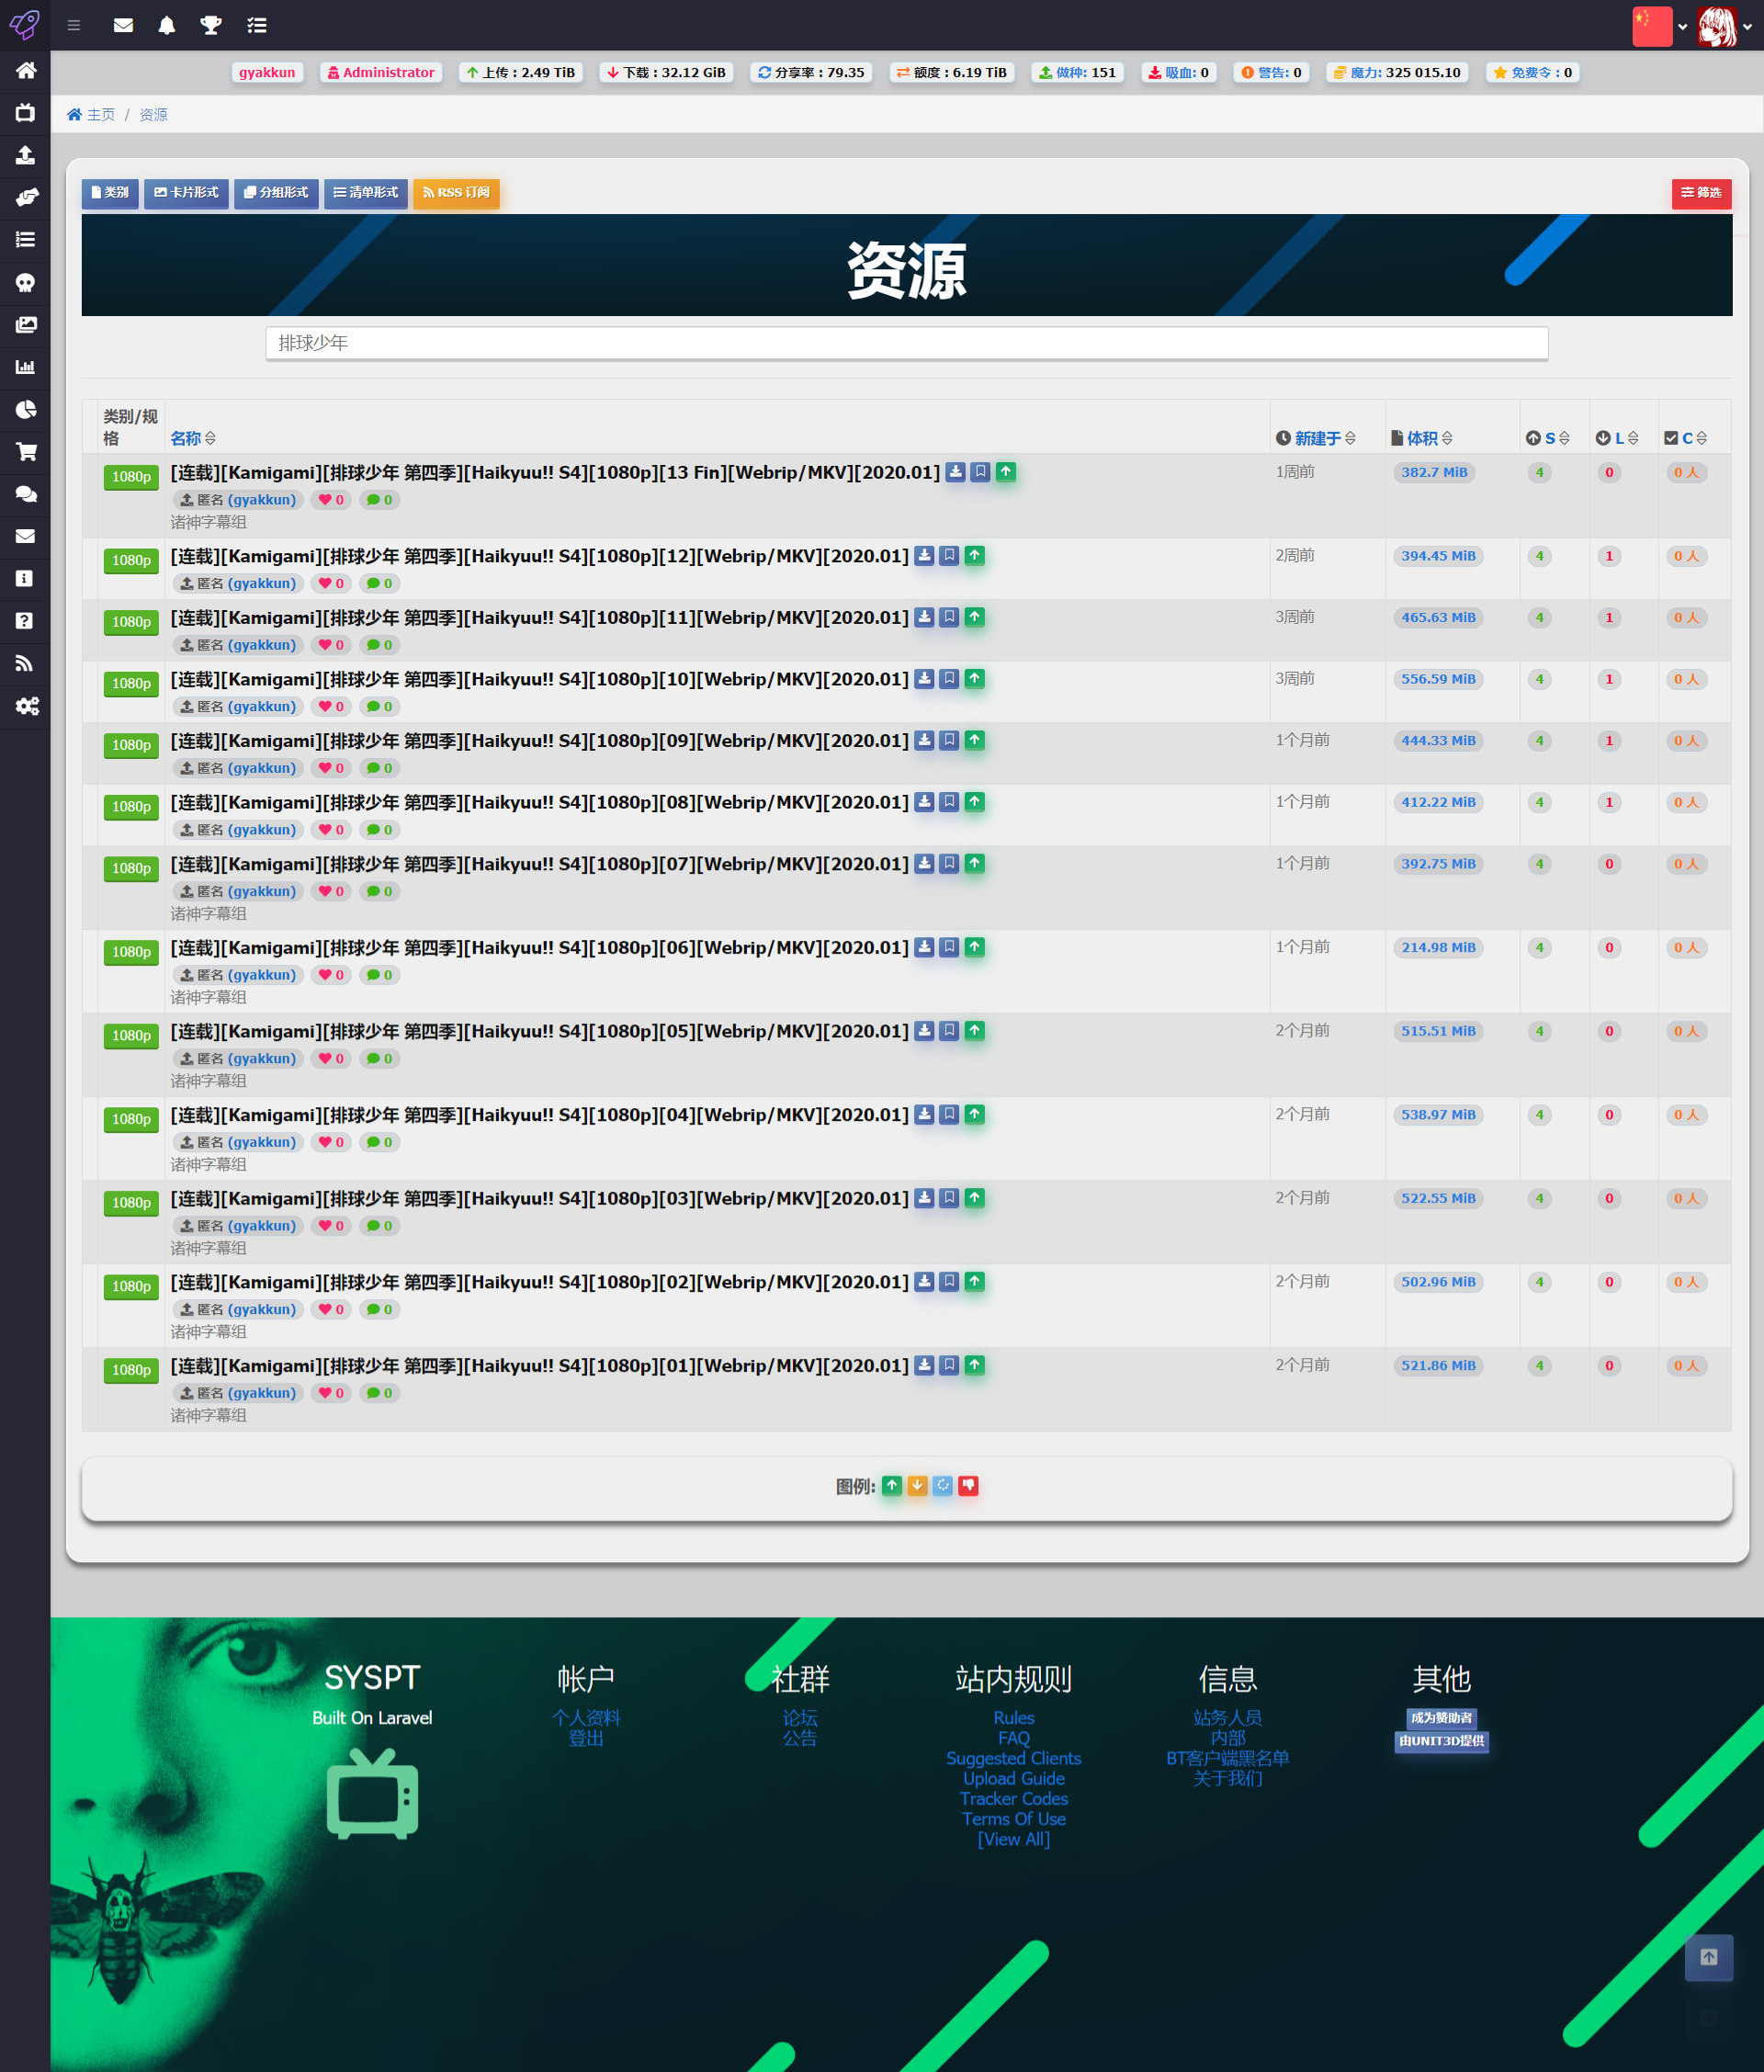 gyakkun Administrator 上传 : 2.49 TiB 下载 : 32.12 GiB 分享率 : 79.35 额度 : 6.19 TiB 做种: 151 吸血: 0 警告: 0 魔力: 325 015.10 免费令 : 0
主页 / 资源
类别 卡片形式 分组形式 清单形式 RSS 订阅 筛选
资源
排球少年
类别/规格 名称 新建于 体积 S L C
1080p [连载][Kamigami][排球少年 第四季][Haikyuu!! S4][1080p][13 Fin][Webrip/MKV][2020.01] 1周前 382.7 MiB 4 0 0 人
匿名 (gyakkun) 0 0
诸神字幕组
1080p [连载][Kamigami][排球少年 第四季][Haikyuu!! S4][1080p][12][Webrip/MKV][2020.01] 2周前 394.45 MiB 4 1 0 人
匿名 (gyakkun) 0 0
1080p [连载][Kamigami][排球少年 第四季][Haikyuu!! S4][1080p][11][Webrip/MKV][2020.01] 3周前 465.63 MiB 4 1 0 人
匿名 (gyakkun) 0 0
1080p [连载][Kamigami][排球少年 第四季][Haikyuu!! S4][1080p][10][Webrip/MKV][2020.01] 3周前 556.59 MiB 4 1 0 人
匿名 (gyakkun) 0 0
1080p [连载][Kamigami][排球少年 第四季][Haikyuu!! S4][1080p][09][Webrip/MKV][2020.01] 1个月前 444.33 MiB 4 1 0 人
匿名 (gyakkun) 0 0
1080p [连载][Kamigami][排球少年 第四季][Haikyuu!! S4][1080p][08][Webrip/MKV][2020.01] 1个月前 412.22 MiB 4 1 0 人
匿名 (gyakkun) 0 0
1080p [连载][Kamigami][排球少年 第四季][Haikyuu!! S4][1080p][07][Webrip/MKV][2020.01] 1个月前 392.75 MiB 4 0 0 人
匿名 (gyakkun) 0 0
诸神字幕组
1080p [连载][Kamigami][排球少年 第四季][Haikyuu!! S4][1080p][06][Webrip/MKV][2020.01] 1个月前 214.98 MiB 4 0 0 人
匿名 (gyakkun) 0 0
诸神字幕组
1080p [连载][Kamigami][排球少年 第四季][Haikyuu!! S4][1080p][05][Webrip/MKV][2020.01] 2个月前 515.51 MiB 4 0 0 人
匿名 (gyakkun) 0 0
诸神字幕组
1080p [连载][Kamigami][排球少年 第四季][Haikyuu!! S4][1080p][04][Webrip/MKV][2020.01] 2个月前 538.97 MiB 4 0 0 人
匿名 (gyakkun) 0 0
诸神字幕组
1080p [连载][Kamigami][排球少年 第四季][Haikyuu!! S4][1080p][03][Webrip/MKV][2020.01] 2个月前 522.55 MiB 4 0 0 人
匿名 (gyakkun) 0 0
诸神字幕组
1080p [连载][Kamigami][排球少年 第四季][Haikyuu!! S4][1080p][02][Webrip/MKV][2020.01] 2个月前 502.96 MiB 4 0 0 人
匿名 (gyakkun) 0 0
诸神字幕组
1080p [连载][Kamigami][排球少年 第四季][Haikyuu!! S4][1080p][01][Webrip/MKV][2020.01] 2个月前 521.86 MiB 4 0 0 人
匿名 (gyakkun) 0 0
诸神字幕组
图例:
SYSPT
Built On Laravel
帐户
个人资料
登出
社群
论坛
公告
站内规则
Rules
FAQ
Suggested Clients
Upload Guide
Tracker Codes
Terms Of Use
[View All]
信息
站务人员
内部
BT客户端黑名单
关于我们
其他
成为赞助者
由UNIT3D提供